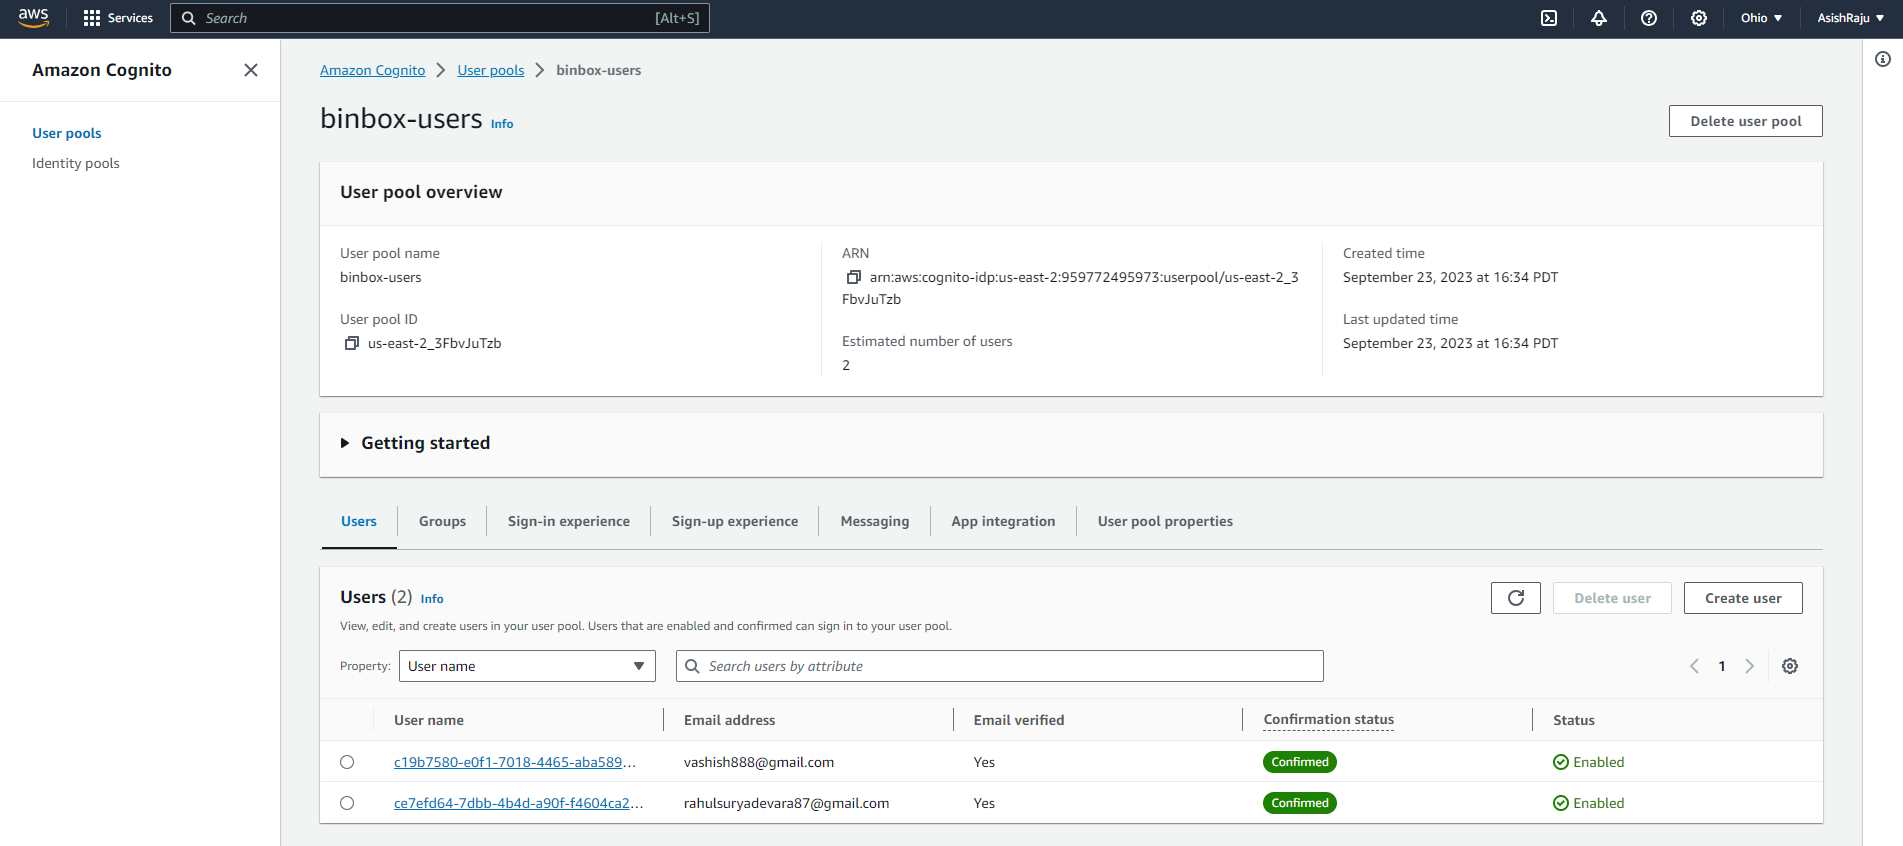 aws Services Search [Alt+S] Ohio AsishRaju
Amazon Cognito
User pools
Identity pools
Amazon Cognito User pools binbox-users
binbox-users Info
Delete user pool
User pool overview
User pool name
binbox-users
User pool ID
us-east-2_3FbvJuTzb
ARN
arn:aws:cognito-idp:us-east-2:959772495973:userpool/us-east-2_3
FbvJuTzb
Estimated number of users
2
Created time
September 23, 2023 at 16:34 PDT
Last updated time
September 23, 2023 at 16:34 PDT
Getting started
Users Groups Sign-in experience Sign-up experience Messaging App integration User pool properties
Users (2) Info
Delete user Create user
View, edit, and create users in your user pool. Users that are enabled and confirmed can sign in to your user pool.
Property: User name Search users by attribute 1
User name Email address Email verified Confirmation status Status
c19b7580-e0f1-7018-4465-aba589... vashish888@gmail.com Yes Confirmed Enabled
ce7efd64-7dbb-4b4d-a90f-f4604ca2... rahulsuryadevara87@gmail.com Yes Confirmed Enabled